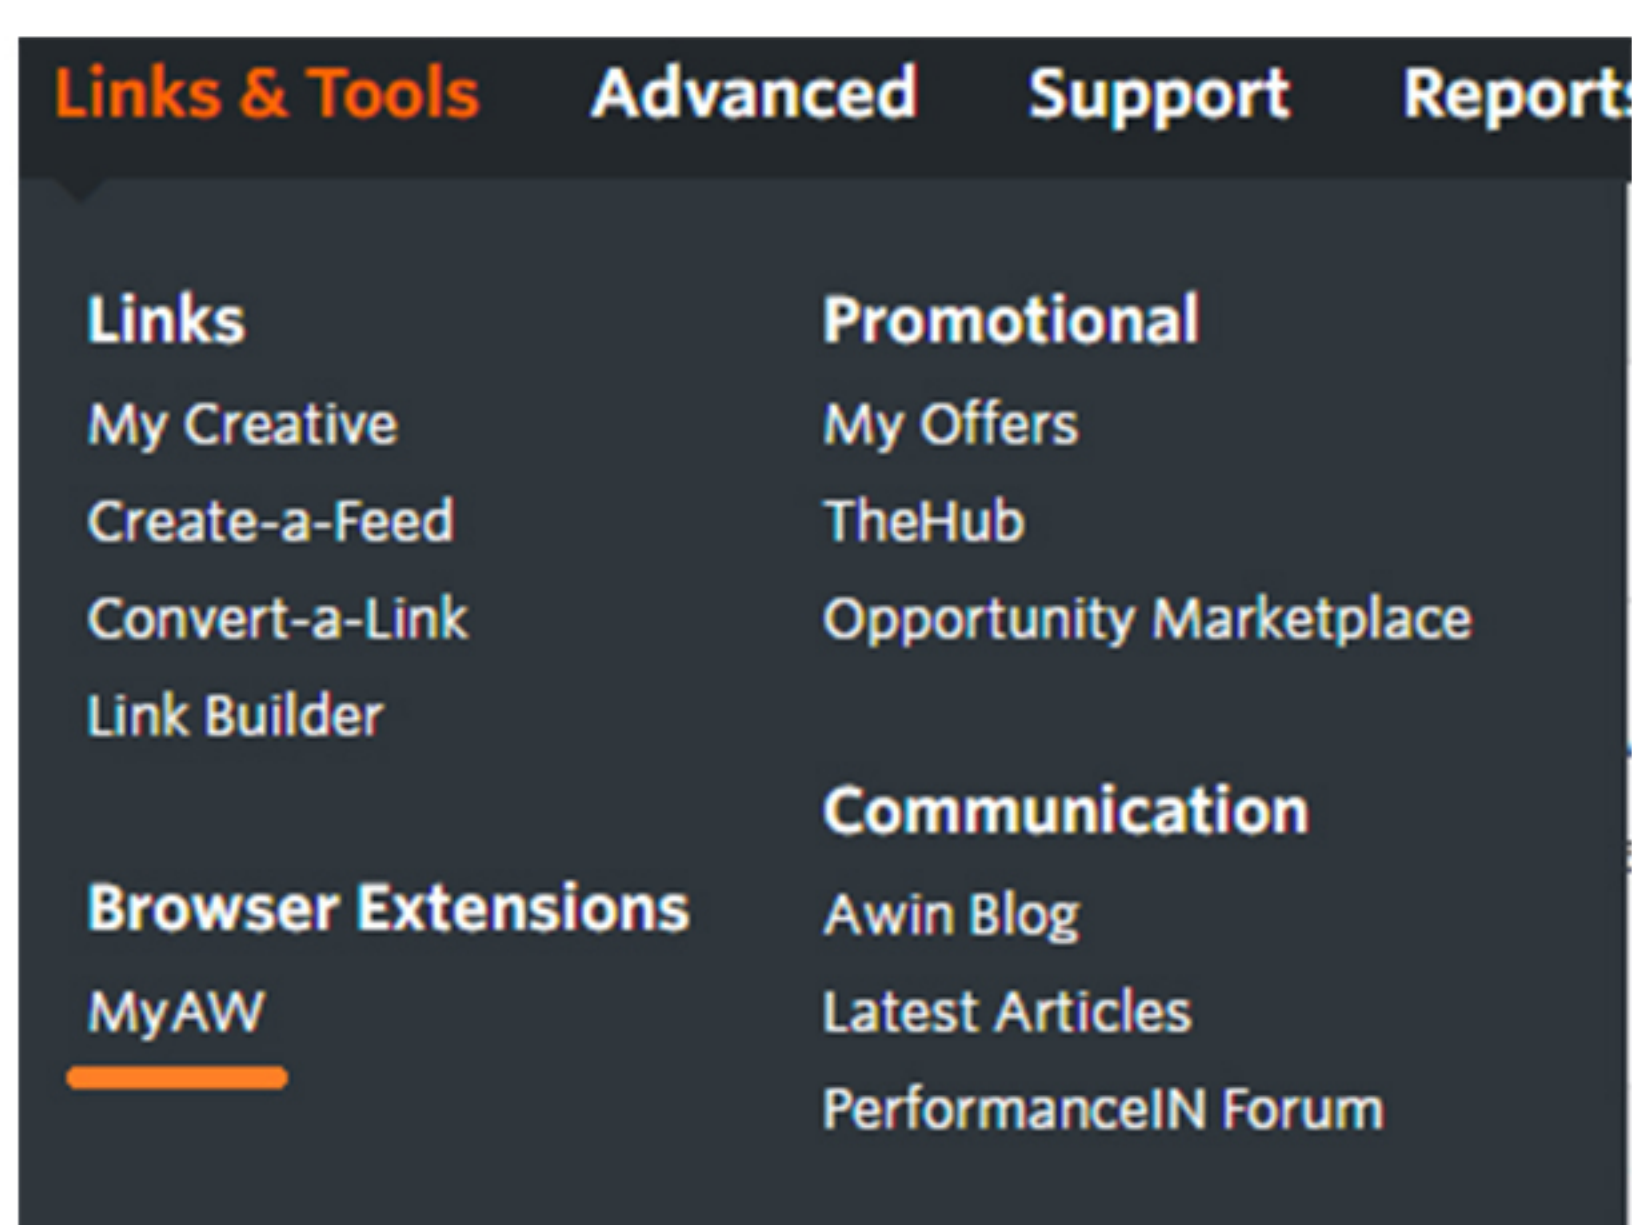 Links & Tools Advanced Support Reports
Links
My Creative
Create-a-Feed
Convert-a-Link
Link Builder
Browser Extensions
MyAW
Promotional
My Offers
TheHub
Opportunity Marketplace
Communication
Awin Blog
Latest Articles
PerformanceIN Forum